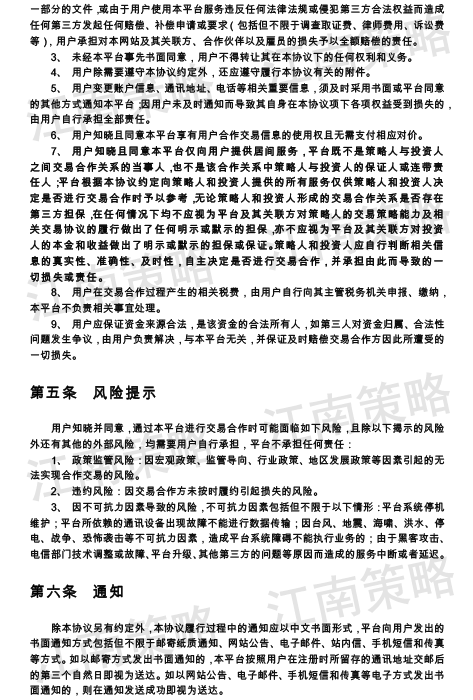 一部分的文件,或由于用户使用本平台服务违反任何法律法规或侵犯第三方合法权益而造成
任何第三方发起任何赔偿、补偿申请或要求(包括但不限于调查取证费、律师费用、诉讼费
等),用户承担对本网站及其关联方、合作伙伴以及雇员的损失予以全额赔偿的责任。
3、 未经本平台事先书面同意,用户不得转让其在本协议下的任何权利和义务。
4、 用户除需要遵守本协议约定外,还应遵守履行本协议有关的附件。
5、 用户变更账户信息、通讯地址、电话等相关重要信息,须及时采用书面或平台同意
的其他方式通知本平台;因用户未及时通知而导致其自身在本协议项下各项权益受到损失的,
由用户自行承担全部责任。
6、 用户知晓且同意本平台享有用户合作交易信息的使用权且无需支付相应对价。
7、 用户知晓且同意本平台仅向用户提供居间服务,平台既不是策略人与投资人
之间交易合作关系的当事人,也不是该合作关系中策略人与投资人的保证人或连带责
任人;平台根据本协议约定向策略人和投资人提供的所有服务仅供策略人和投资人决
定是否进行交易合作时予以参考,无论策略人和投资人形成的交易合作关系是否存在
第三方担保,在任何情况下均不应视为平台及其关联方对策略人的交易策略能力及相
关交易协议的履行做出了任何明示或默示的担保,亦不应视为平台及其关联方对投资
人的本金和收益做出了明示或默示的担保或保证。策略人和投资人应自行判断相关信
息的真实性、准确性、及时性,自主决定是否进行交易合作,并承担由此而导致的一
切损失或责任。
8、 用户在交易合作过程产生的相关税费,由用户自行向其主管税务机关申报、缴纳,
本平台不负责相关事宜处理。
9、 用户应保证资金来源合法,是该资金的合法所有人,如第三人对资金归属、合法性
问题发生争议,由用户负责解决,与本平台无关,并保证及时赔偿交易合作方因此所遭受的
一切损失。
第五条 风险提示
用户知晓并同意,通过本平台进行交易合作时可能面临如下风险,且除以下揭示的风险
外还有其他的外部风险,均需要用户自行承担,平台不承担任何责任:
1、 政策监管风险:因宏观政策、监管导向、行业政策、地区发展政策等因素引起的无
法实现合作交易的风险。
2、 违约风险:因交易合作方未按时履约引起损失的风险。
3、 因不可抗力因素导致的风险,不可抗力因素包括但不限于以下情形:平台系统停机
维护;平台所依赖的通讯设备出现故障不能进行数据传输;因台风、地震、海啸、洪水、停
电、战争、恐怖袭击等不可抗力因素,造成平台系统障碍不能执行业务的;由于黑客攻击、
电信部门技术调整或故障、平台升级、其他第三方的问题等原因而造成的服务中断或者延迟。
第六条 通知
除本协议另有约定外,本协议履行过程中的通知应以中文书面形式,平台向用户发出的
书面通知方式包括但不限于邮寄纸质通知、网站公告、电子邮件、站内信、手机短信和传真
等方式。如以邮寄方式发出书面通知的,本平台按照用户在注册时所留存的通讯地址交邮后
的第三个自然日即视为送达。如以网站公告、电子邮件、手机短信和传真等电子方式发出书
面通知的,则在通知发送成功即视为送达。
江南策略
江南策略
江南策略
江南策略